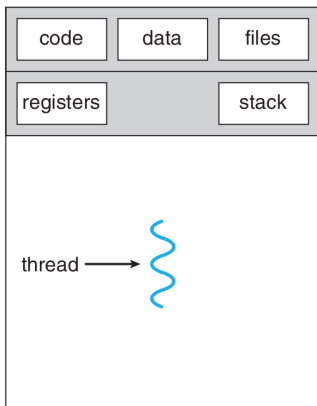 code data files
registers stack
thread